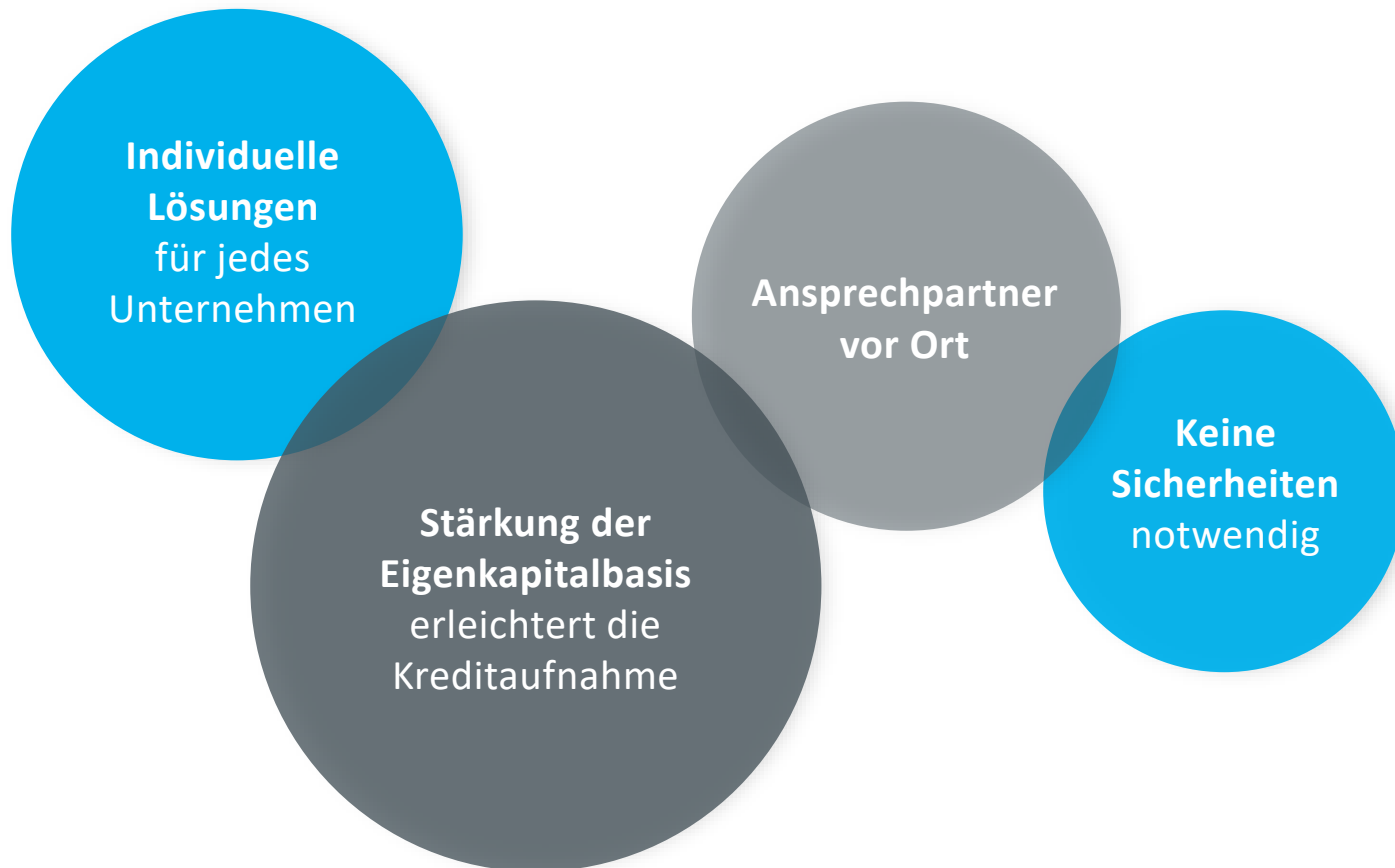 Individuelle
Lösungen
für jedes
Unternehmen
Stärkung der
Eigenkapitalbasis
erleichtert die
Kreditaufnahme
Ansprechpartner
vor Ort
Keine
Sicherheiten
notwendig